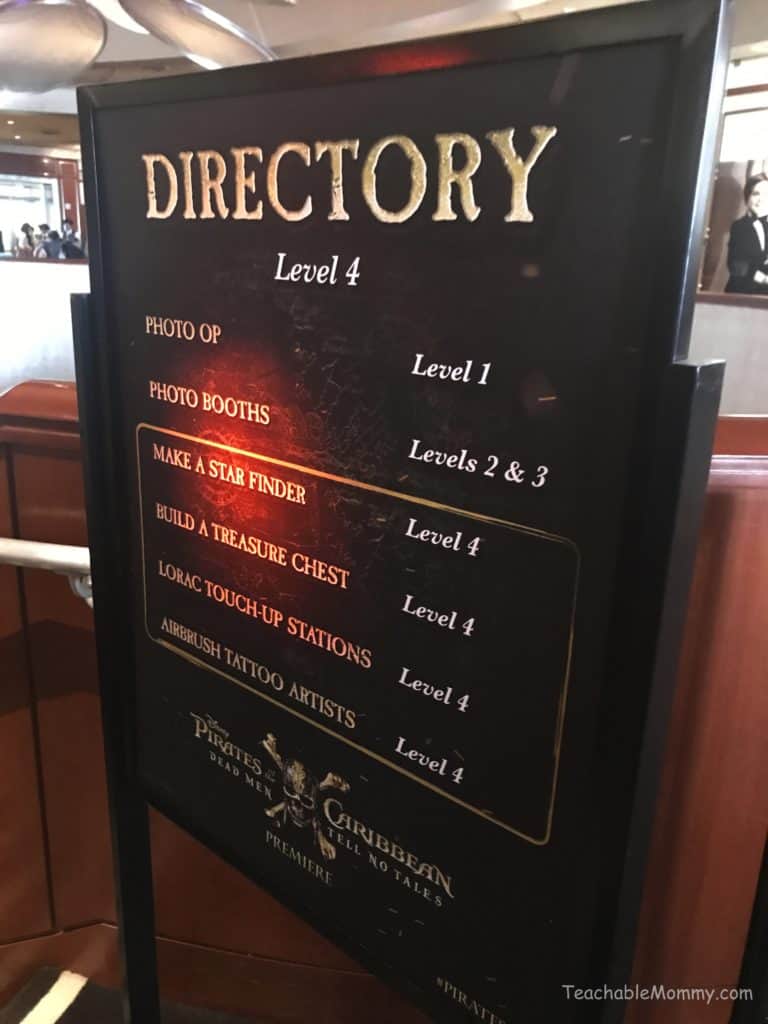 DIRECTORY
Level 4
PHOTO OP Level 1
PHOTO BOOTHS Levels 2 & 3
MAKE A STAR FINDER Level 4
BUILD A TREASURE CHEST Level 4
LORAC TOUCH-UP STATIONS Level 4
AIRBRUSH TATTOO ARTISTS Level 4
Disney
PIRATES OF THE CARIBBEAN
DEAD MEN TELL NO TALES
PREMIERE
#PIRATE
TeachableMommy.com